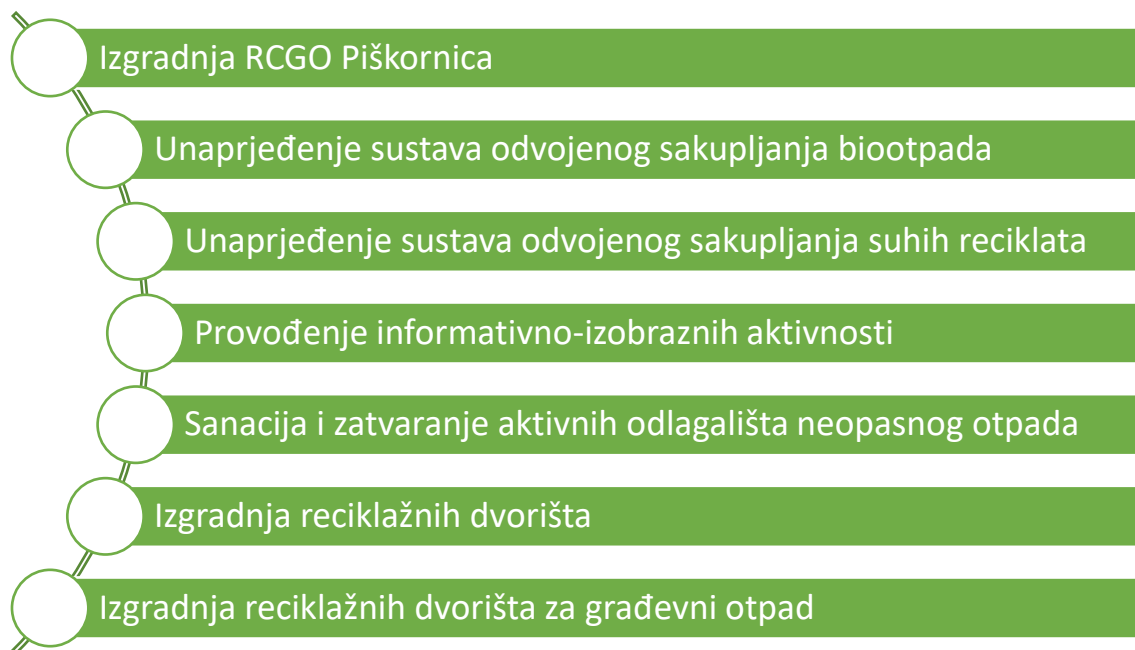 Izgradnja RCGO Piškornica
Unaprjeđenje sustava odvojenog sakupljanja biootpada
Unaprjeđenje sustava odvojenog sakupljanja suhih reciklata
Provođenje informativno-izobraznih aktivnosti
Sanacija i zatvaranje aktivnih odlagališta neopasnog otpada
Izgradnja reciklažnih dvorišta
Izgradnja reciklažnih dvorišta za građevni otpad